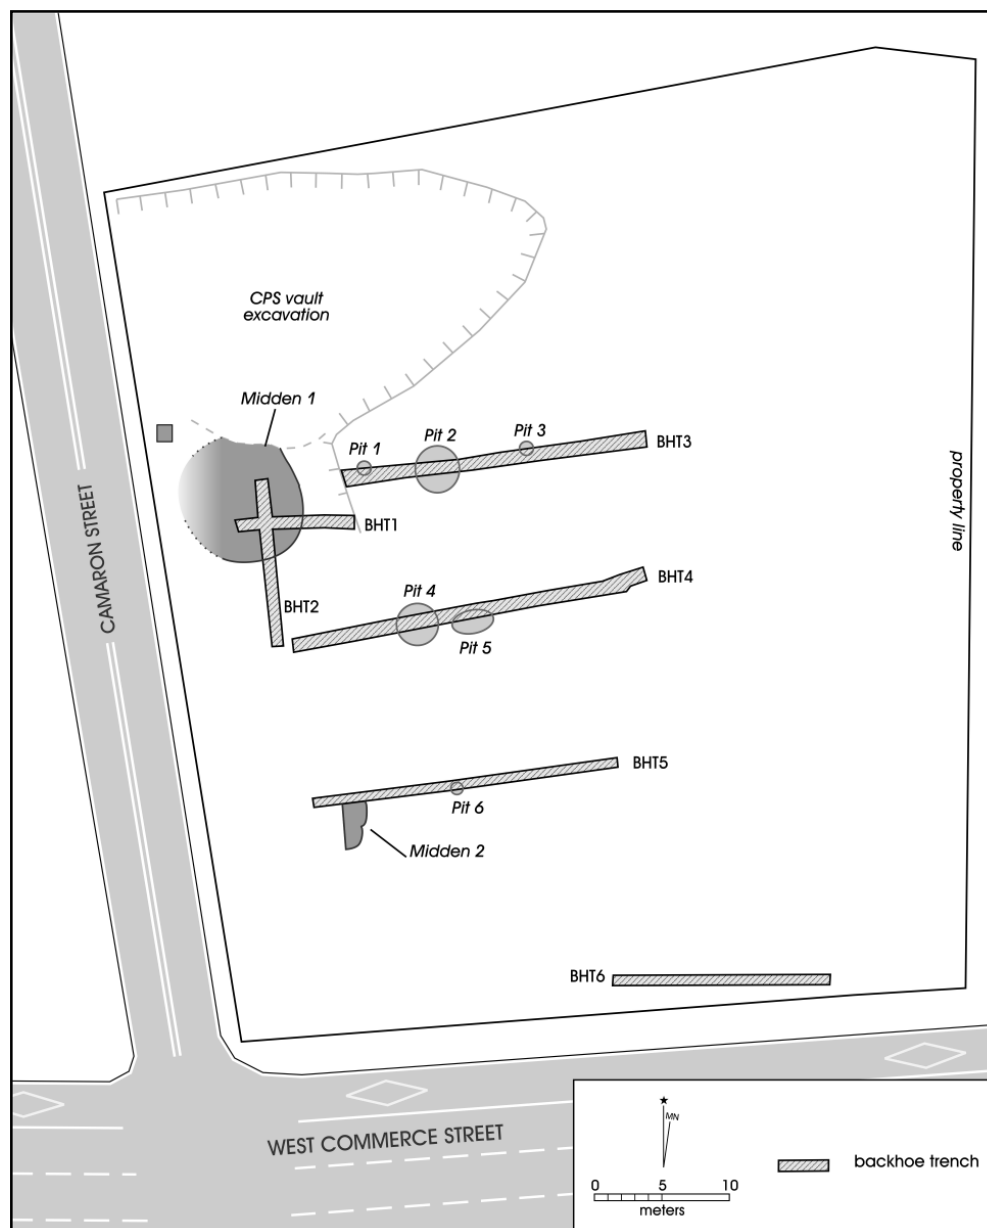 CPS vault
excavation
Midden 1
Pit 1
Pit 2
Pit 3
BHT3
property line
BHT1
CAMARON STREET
BHT2
Pit 4
BHT4
Pit 5
BHT5
Pit 6
Midden 2
BHT6
WEST COMMERCE STREET
MN
backhoe trench
0 5 10
meters